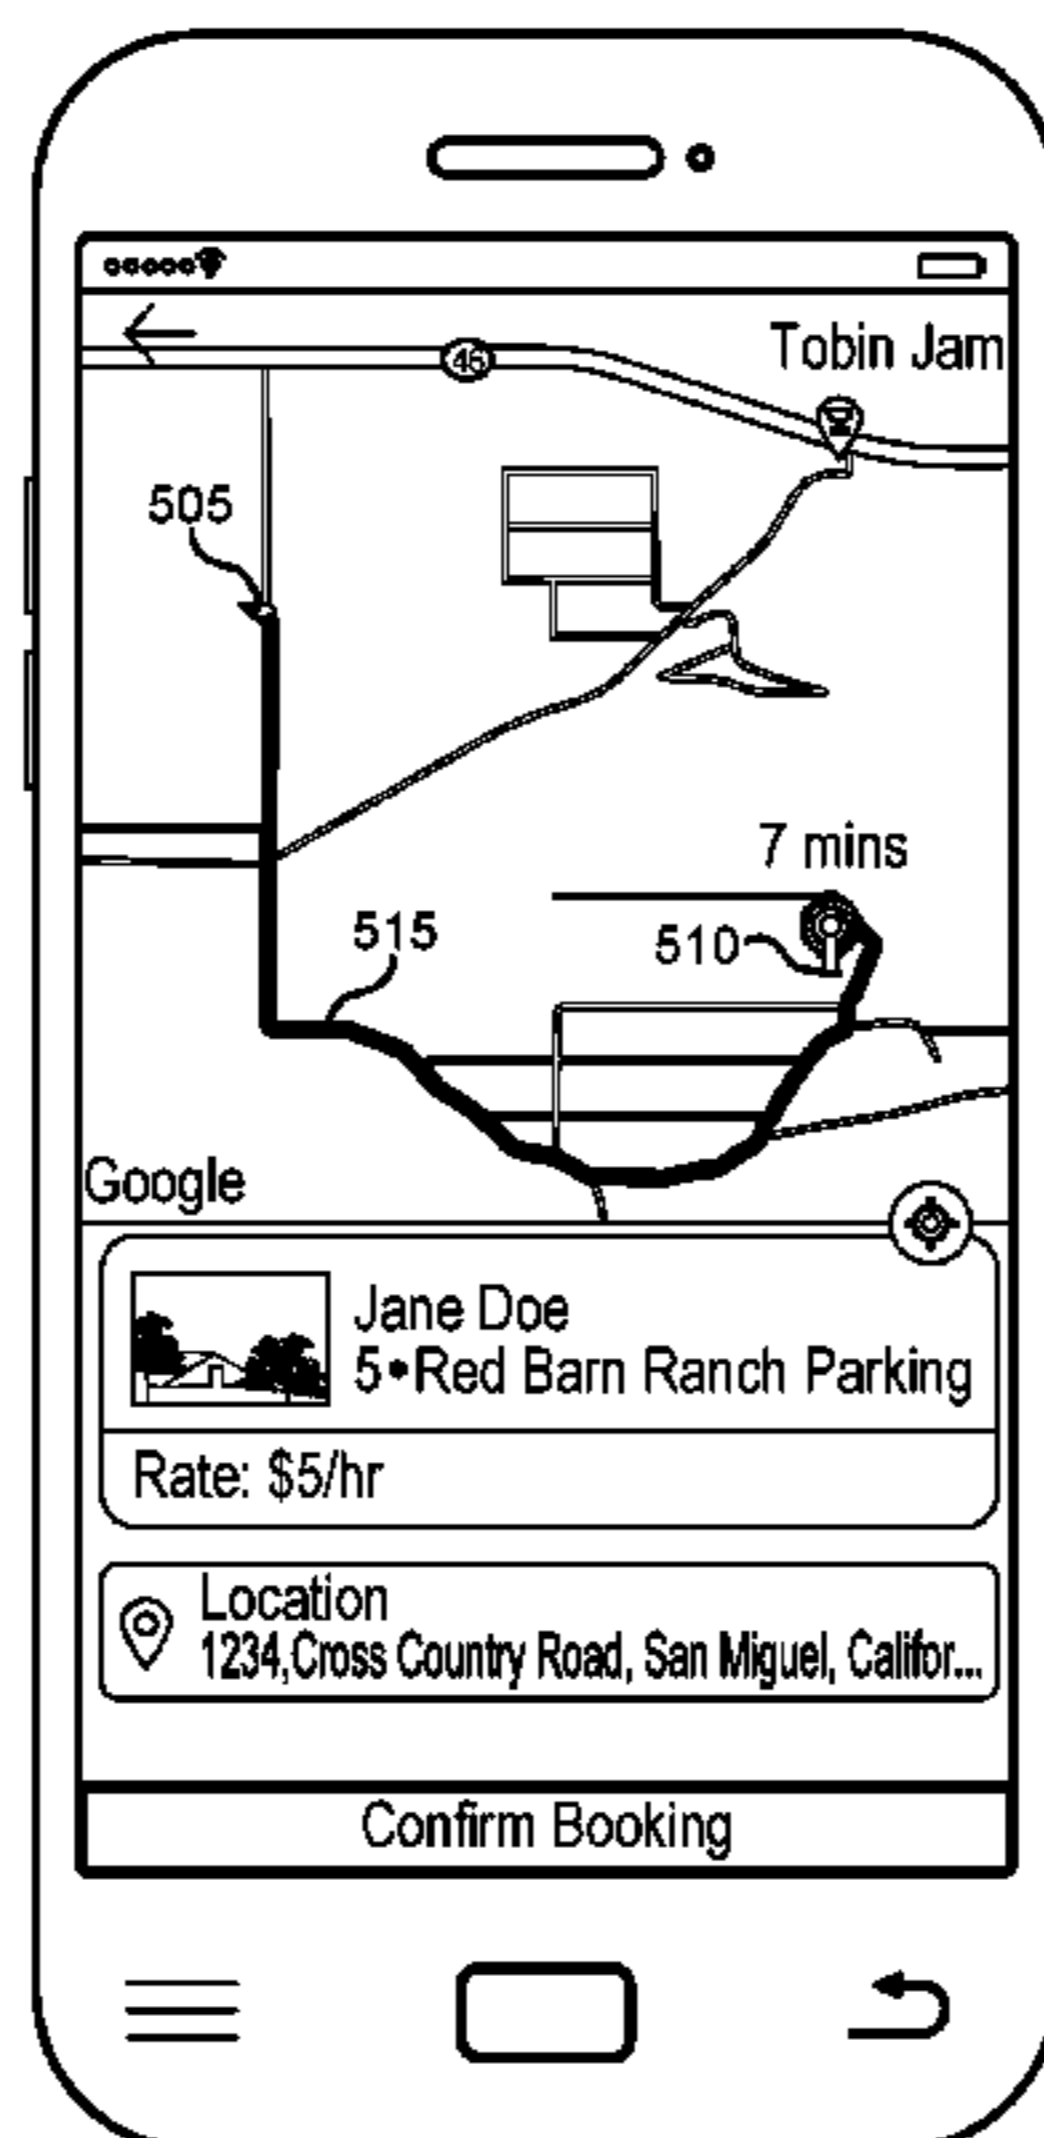 Tobin Jam
46
505
7 mins
515
510
Google
Jane Doe
5•Red Barn Ranch Parking
Rate: $5/hr
Location
1234,Cross Country Road, San Miguel, Califor...
Confirm Booking